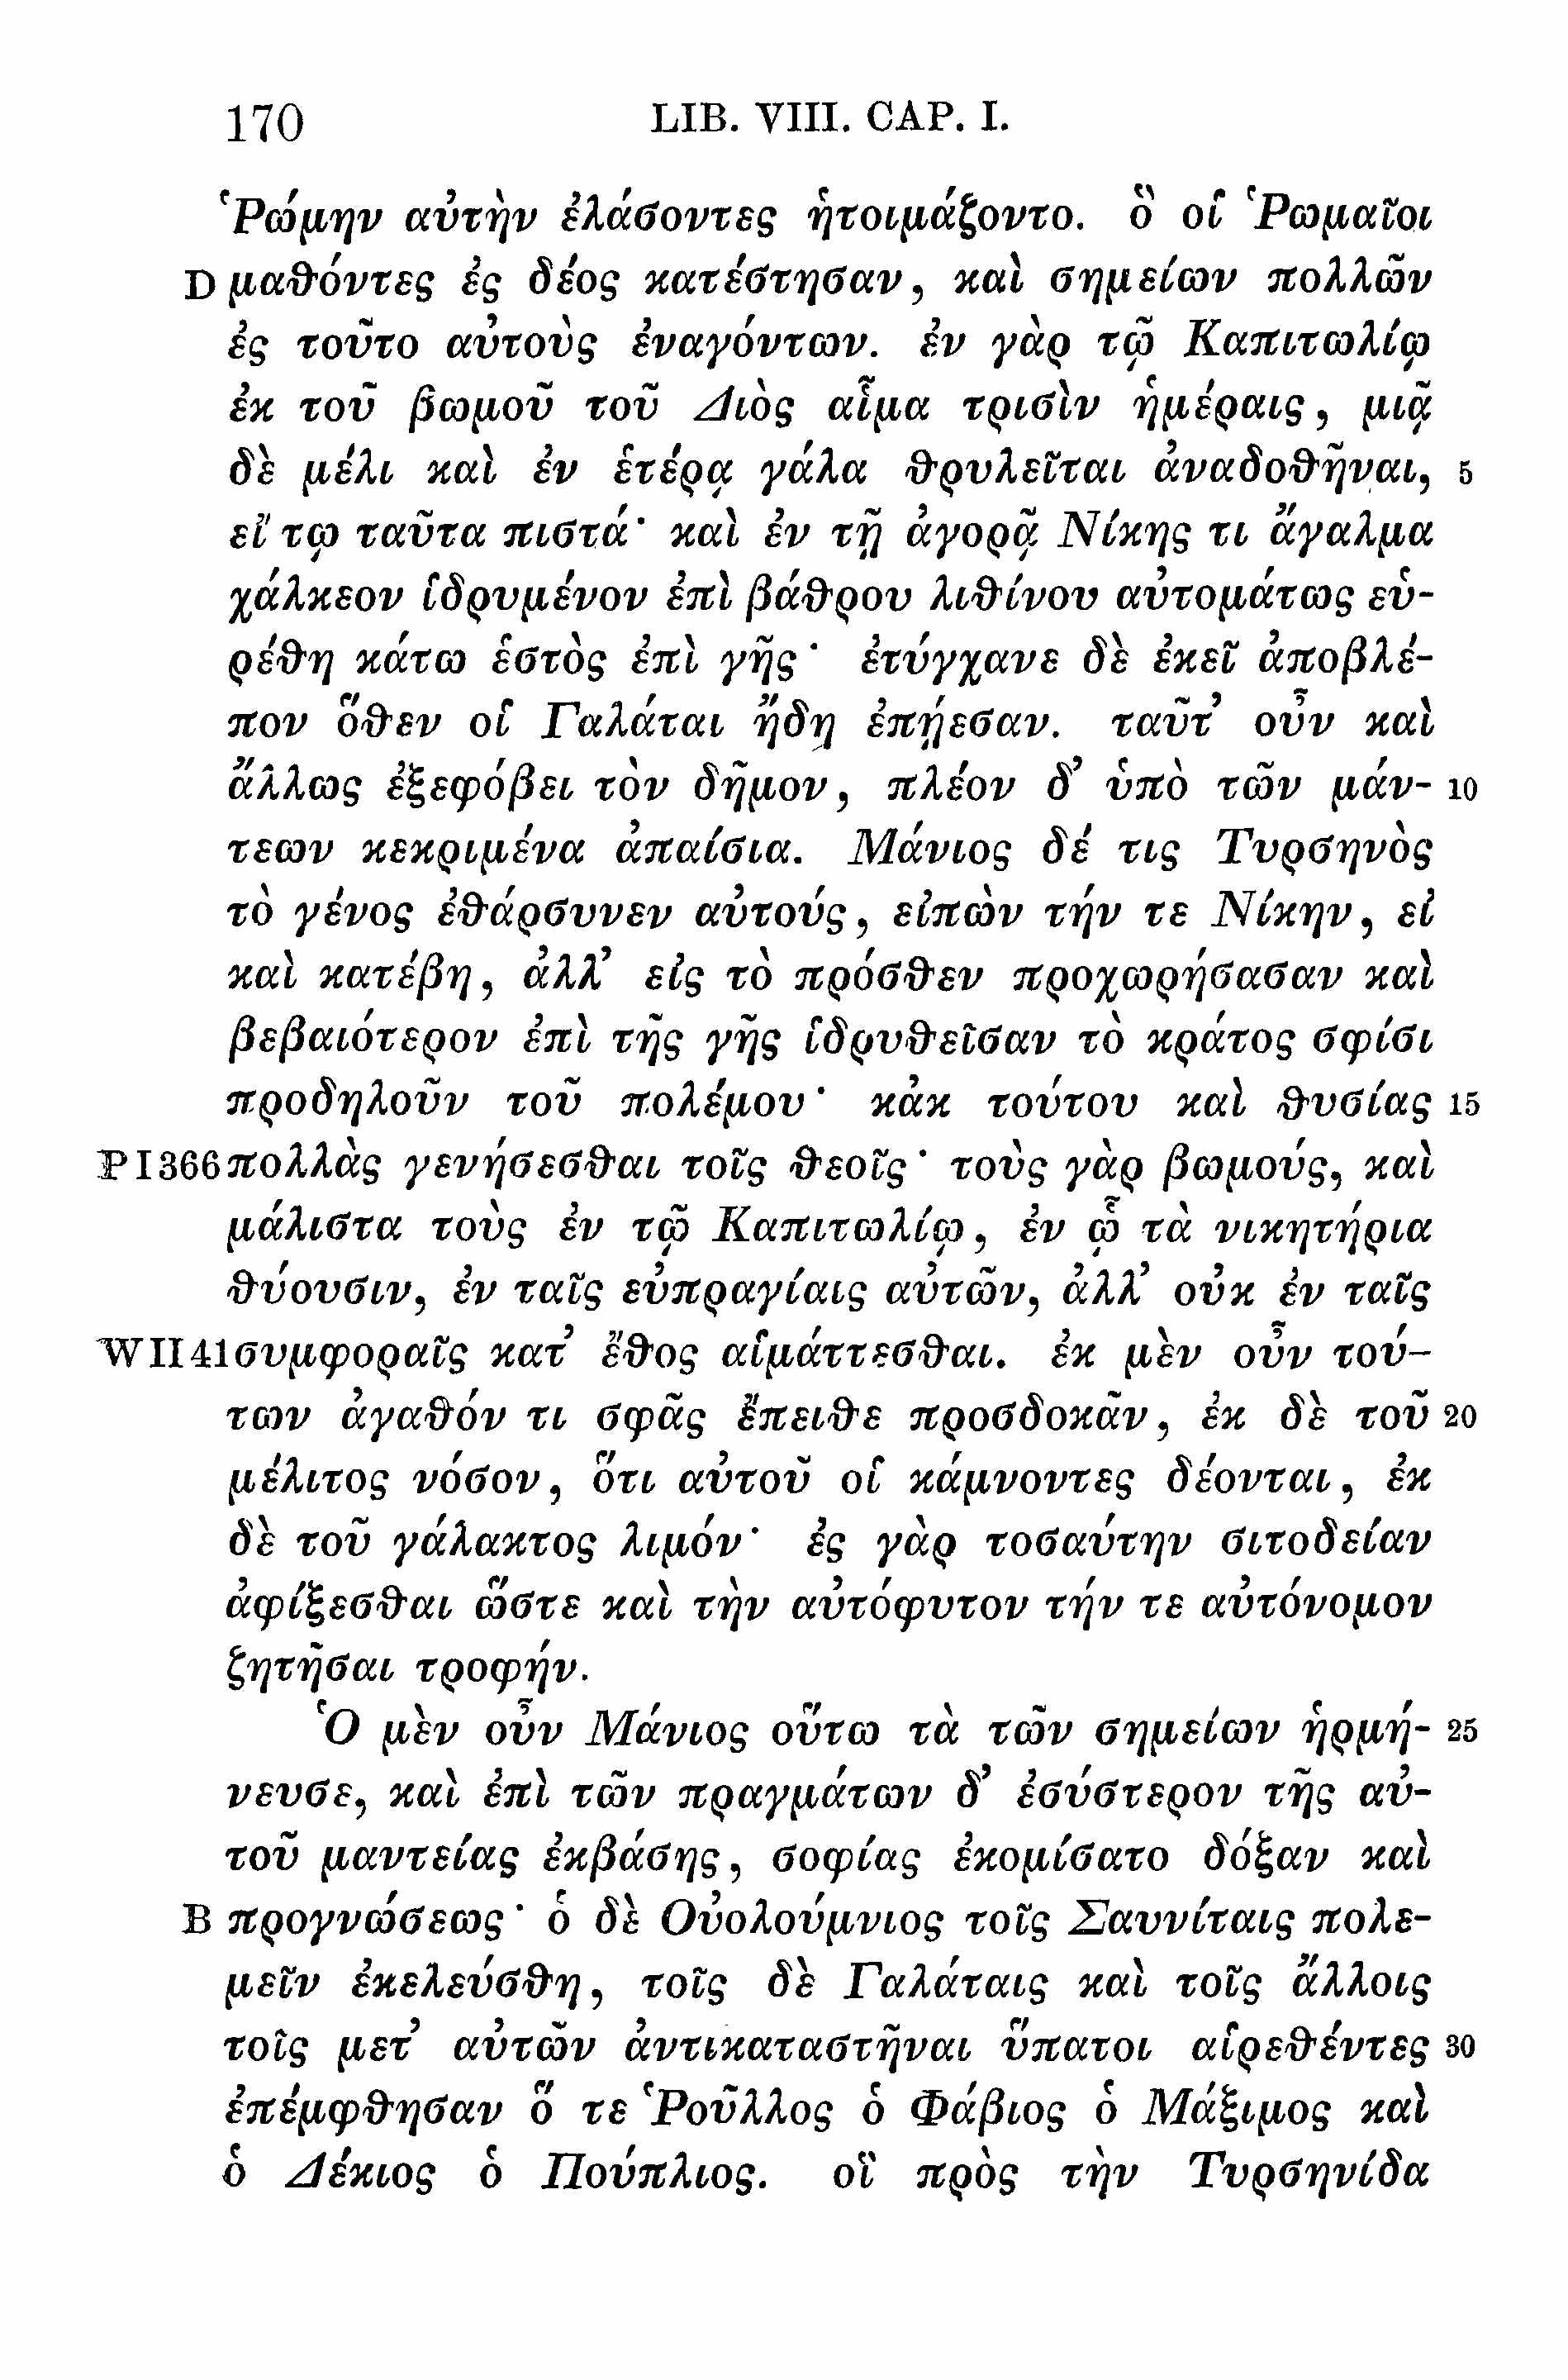 170 LIB. VIII. CAP. I.
Ῥώμην αὐτὴν ἐλάσοντες ἡτοιμάζοντο. ὃ οἱ Ῥωμαῖοι
D μαθόντες ἐς δέος κατέστησαν, καὶ σημείων πολλῶν
ἐς τοῦτο αὐτοὺς ἐναγόντων. ἐν γὰρ τῷ Καπιτωλίῳ
ἐκ τοῦ βωμοῦ τοῦ Διὸς αἷμα τρισὶν ἡμέραις, μιᾷ
δὲ μέλι καὶ ἐν ἑτέρᾳ γάλα θρυλεῖται ἀναδοθῆναι, 5
εἴ τῳ ταῦτα πιστά· καὶ ἐν τῇ ἀγορᾷ Νίκης τι ἄγαλμα
χάλκεον ἱδρυμένον ἐπὶ βάθρου λιθίνου αὐτομάτως εὑ-
ρέθη κάτω ἑστὸς ἐπὶ γῆς· ἐτύγχανε δὲ ἐκεῖ ἀποβλέ-
πον ὅθεν οἱ Γαλάται ἤδη ἐπῄεσαν. ταῦτ’ οὖν καὶ
ἄλλως ἐξεφόβει τὸν δῆμον, πλέον δ’ ὑπὸ τῶν μάν- 10
τεων κεκριμένα ἀπαίσια. Μάνιος δέ τις Τυρσηνὸς
τὸ γένος ἐθάρσυνεν αὐτούς, εἰπὼν τήν τε Νίκην, εἰ
καὶ κατέβη, ἀλλ’ εἰς τὸ πρόσθεν προχωρήσασαν καὶ
βεβαιότερον ἐπὶ τῆς γῆς ἱδρυθεῖσαν τὸ κράτος σφίσι
προδηλοῦν τοῦ πολέμου· κἀκ τούτου καὶ θυσίας 15
P I 366 πολλὰς γενήσεσθαι τοῖς θεοῖς· τοὺς γὰρ βωμούς, καὶ
μάλιστα τοὺς ἐν τῷ Καπιτωλίῳ, ἐν ᾧ τὰ νικητήρια
θύουσιν, ἐν ταῖς εὐπραγίαις αὐτῶν, ἀλλ’ οὐκ ἐν ταῖς
W II 41 συμφοραῖς κατ’ ἔθος αἱμάττεσθαι. ἐκ μὲν οὖν τού-
των ἀγαθόν τι σφᾶς ἔπειθε προσδοκᾶν, ἐκ δὲ τοῦ 20
μέλιτος νόσον, ὅτι αὐτοῦ οἱ κάμνοντες δέονται, ἐκ
δὲ τοῦ γάλακτος λιμόν· ἐς γὰρ τοσαύτην σιτοδείαν
ἀφίξεσθαι ὥστε καὶ τὴν αὐτόφυτον τήν τε αὐτόνομον
ζητῆσαι τροφήν.
Ὁ μὲν οὖν Μάνιος οὕτω τὰ τῶν σημείων ἡρμή- 25
νευσε, καὶ ἐπὶ τῶν πραγμάτων δ’ ἐσύστερον τῆς αὐ-
τοῦ μαντείας ἐκβάσης, σοφίας ἐκομίσατο δόξαν καὶ
B προγνώσεως· ὁ δὲ Οὐολούμνιος τοῖς Σαυνίταις πολε-
μεῖν ἐκελεύσθη, τοῖς δὲ Γαλάταις καὶ τοῖς ἄλλοις
τοῖς μετ’ αὐτῶν ἀντικαταστῆναι ὕπατοι αἱρεθέντες 30
ἐπέμφθησαν ὅ τε Ῥοῦλλος ὁ Φάβιος ὁ Μάξιμος καὶ
ὁ Δέκιος ὁ Πούπλιος. οἳ πρὸς τὴν Τυρσηνίδα